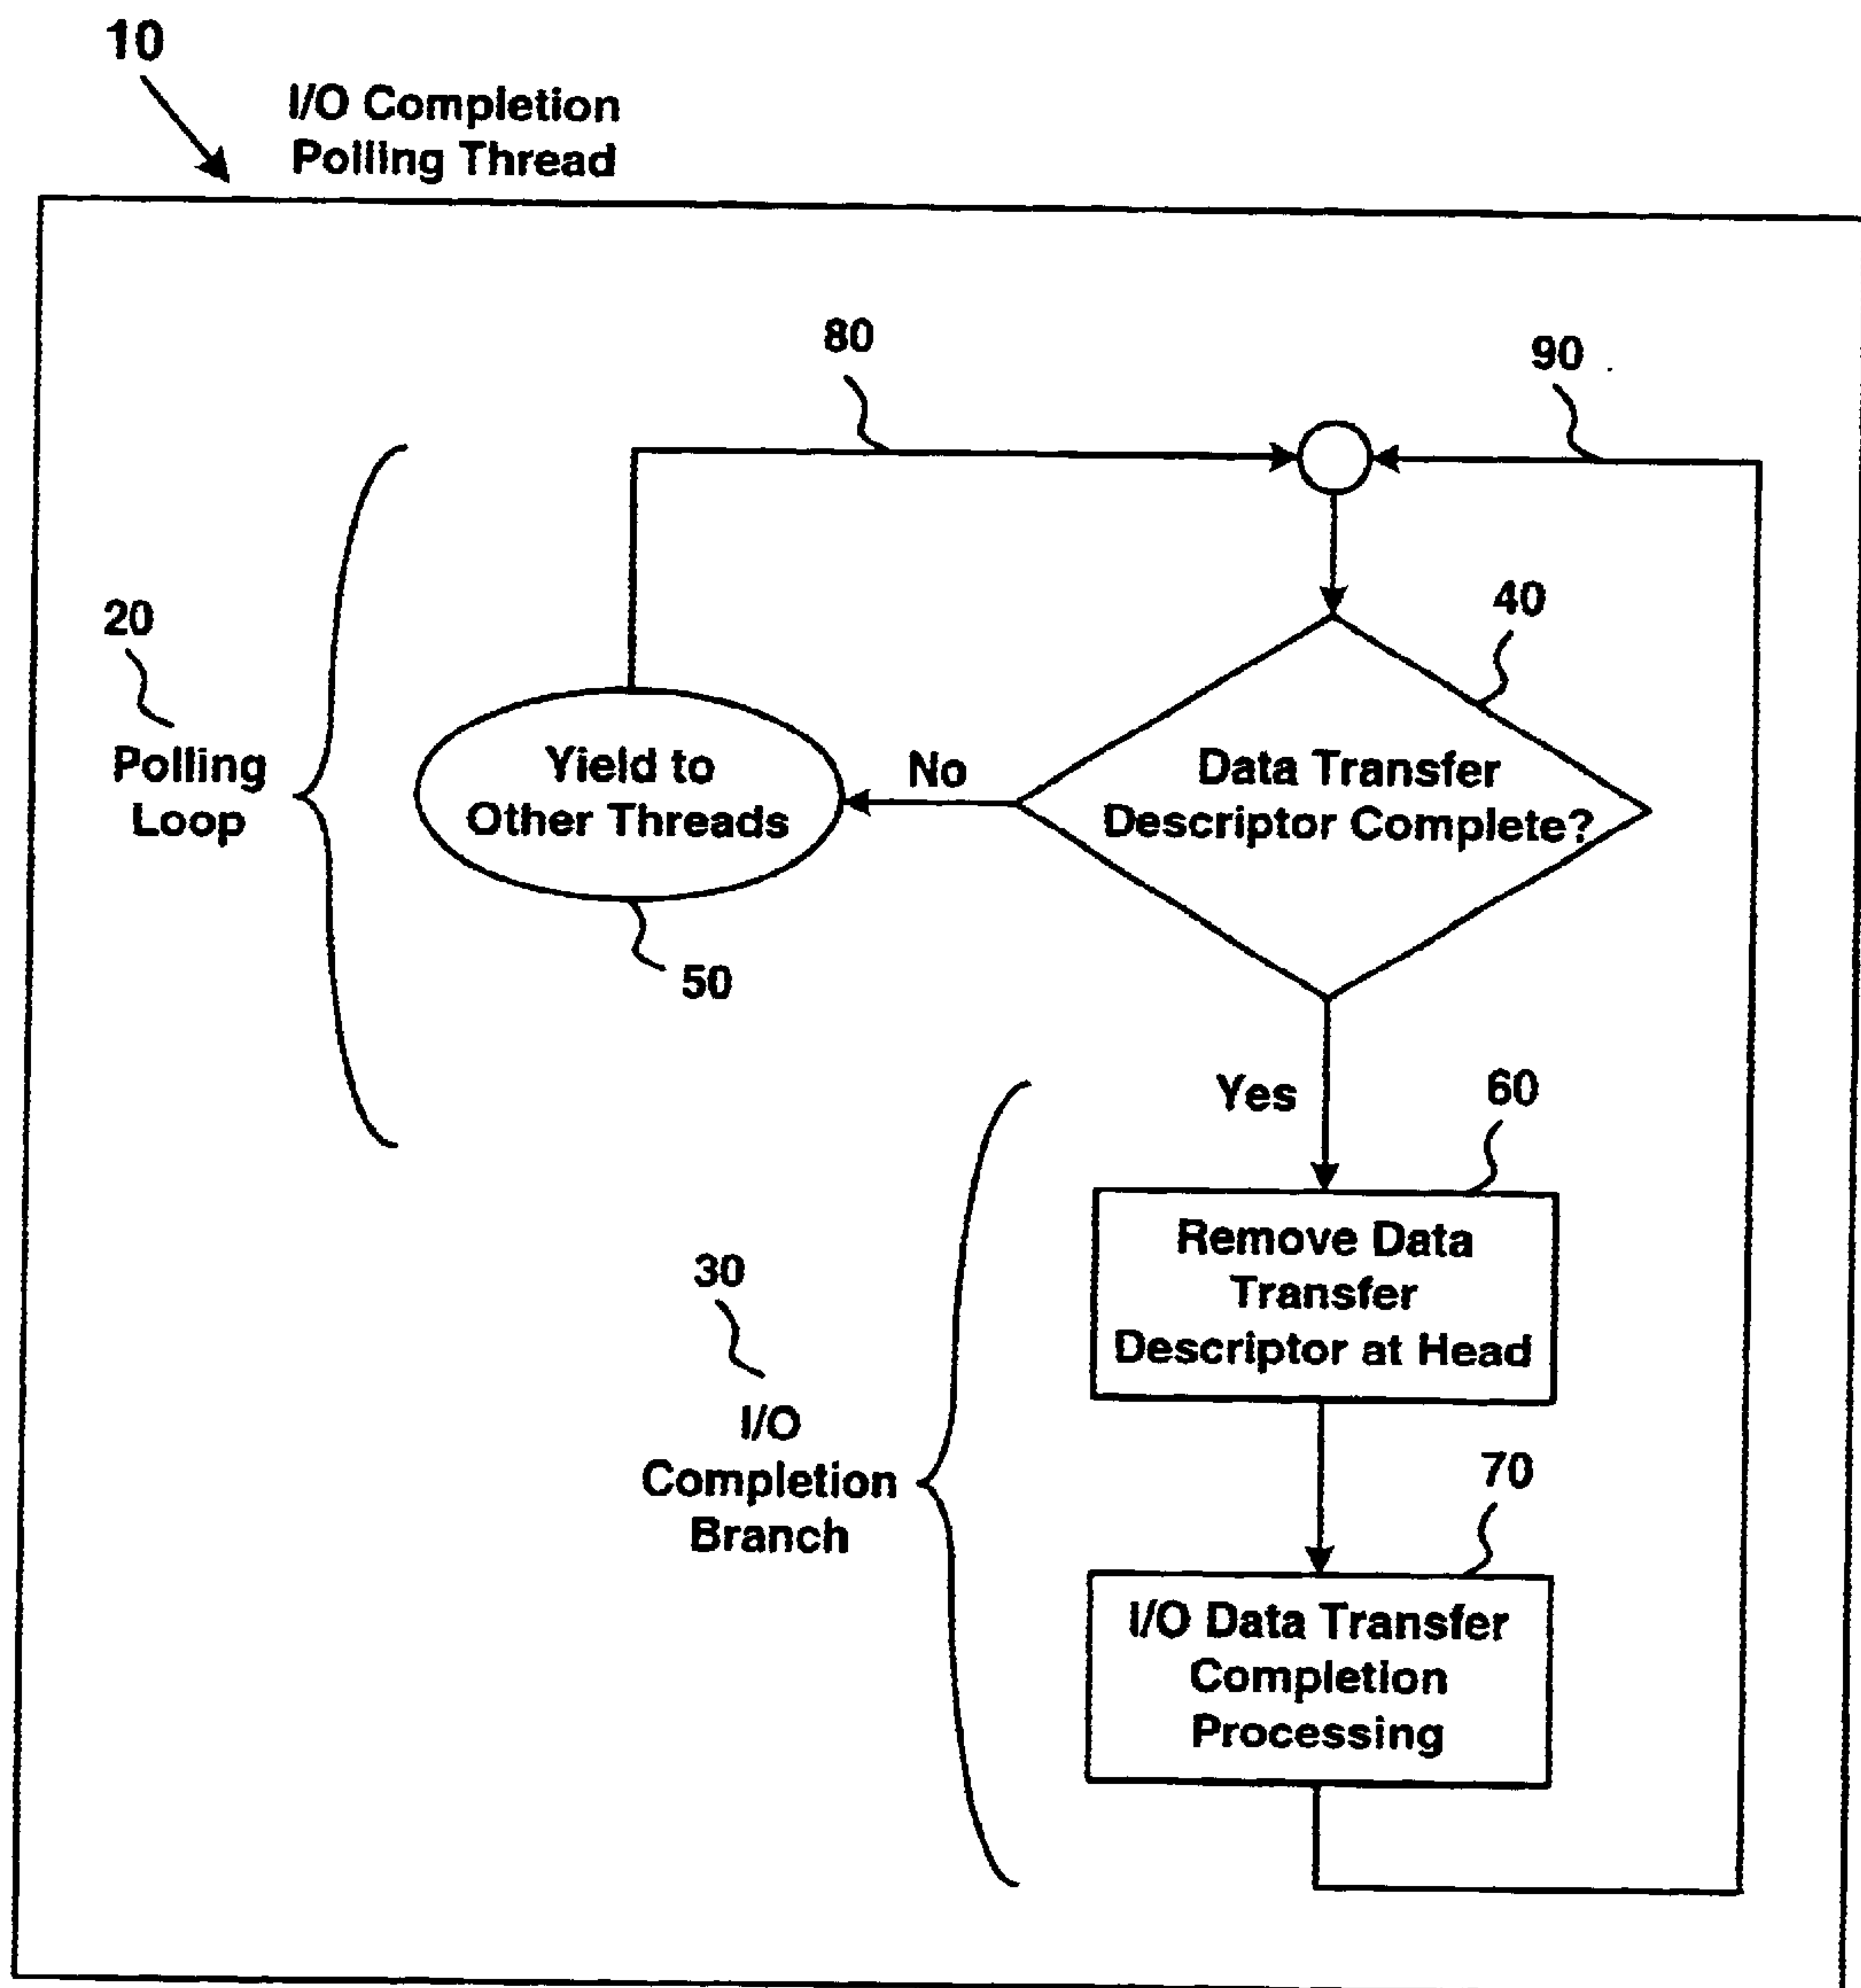 10
I/O Completion
Polling Thread
80
90
20
40
Polling
Loop
Yield to
Other Threads
No
Data Transfer
Descriptor Complete?
50
Yes
60
30
Remove Data
Transfer
Descriptor at Head
I/O
Completion
Branch
70
I/O Data Transfer
Completion
Processing